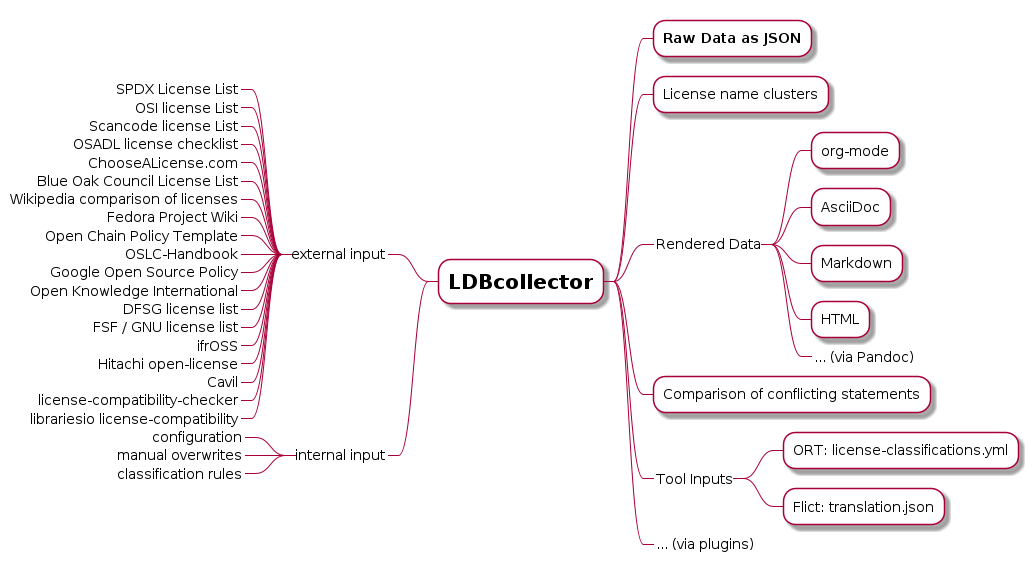 SPDX License List
OSI license List
Scancode license List
OSADL license checklist
ChooseALicense.com
Blue Oak Council License List
Wikipedia comparison of licenses
Fedora Project Wiki
Open Chain Policy Template
OSLC-Handbook
Google Open Source Policy
Open Knowledge International
DFSG license list
FSF / GNU license list
ifrOSS
Hitachi open-license
Cavil
license-compatibility-checker
librariesio license-compatibility
external input
configuration
manual overwrites
classification rules
internal input
LDBcollector
Raw Data as JSON
License name clusters
Rendered Data
org-mode
AsciiDoc
Markdown
HTML
... (via Pandoc)
Comparison of conflicting statements
Tool Inputs
ORT: license-classifications.yml
Flict: translation.json
... (via plugins)